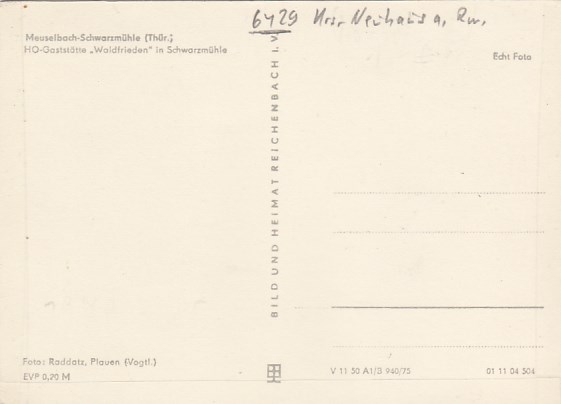 6429 Krs. Neuhaus a. Rw.
Meuselbach-Schwarzmühle (Thür.)
HO-Gaststätte „Waldfrieden" in Schwarzmühle
Echt Foto
BILD UND HEIMAT REICHENBACH I. V.
Foto: Raddatz, Plauen (Vogtl.)
EVP 0,20 M
V 11 50 A1/B 940/75
01 11 04 504